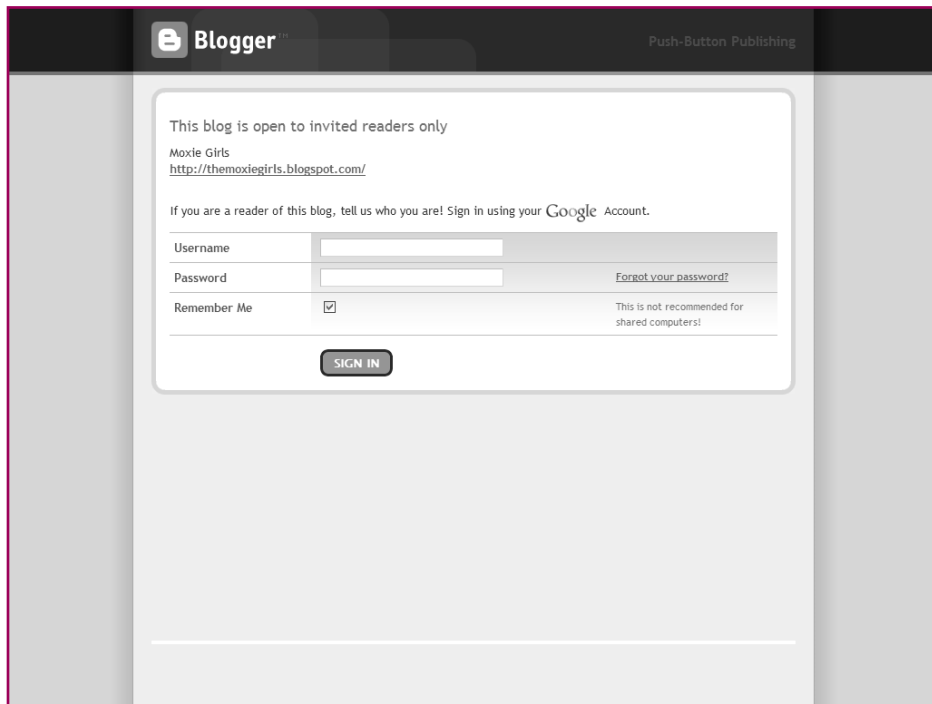 Blogger™
Push-Button Publishing
This blog is open to invited readers only
Moxie Girls
http://themoxiegirls.blogspot.com/
If you are a reader of this blog, tell us who you are! Sign in using your Google Account.
Username
Password Forgot your password?
Remember Me This is not recommended for
shared computers!
SIGN IN